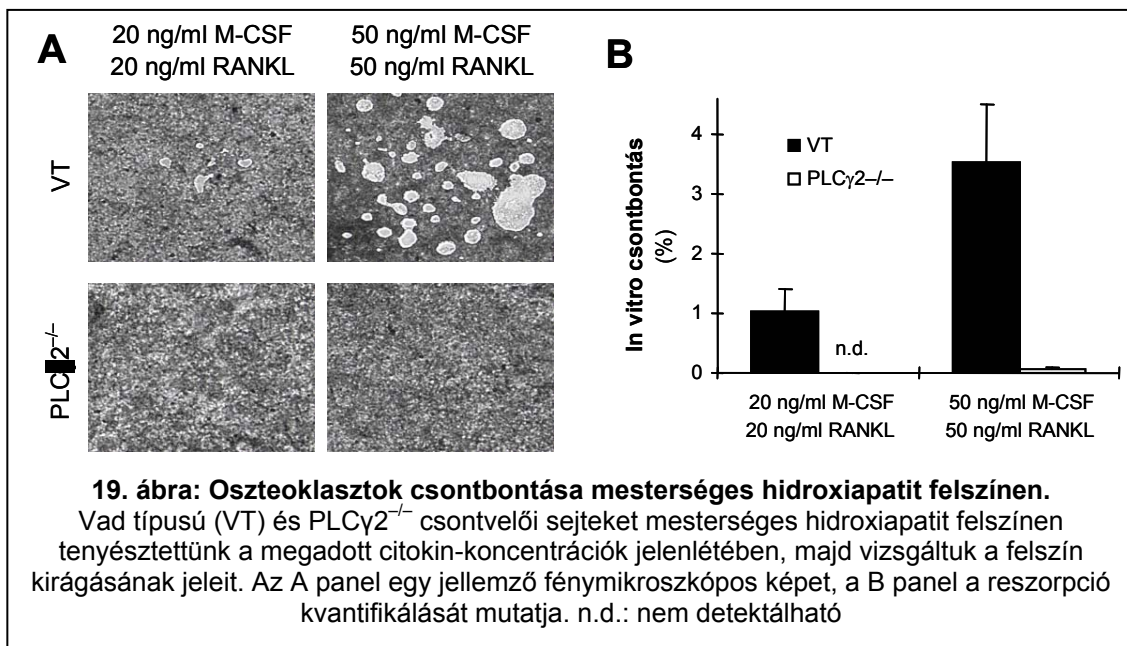 A
20 ng/ml M-CSF
20 ng/ml RANKL
50 ng/ml M-CSF
50 ng/ml RANKL
VT
PLC 2–/–
B
In vitro csontbontás
(%)
4
3
2
1
0
VT
PLCγ2–/–
n.d.
20 ng/ml M-CSF
20 ng/ml RANKL
50 ng/ml M-CSF
50 ng/ml RANKL
19. ábra: Oszteoklasztok csontbontása mesterséges hidroxiapatit felszínen.
Vad típusú (VT) és PLCγ2–/– csontvelői sejteket mesterséges hidroxiapatit felszínen
tenyésztettünk a megadott citokin-koncentrációk jelenlétében, majd vizsgáltuk a felszín
kirágásának jeleit. Az A panel egy jellemző fénymikroszkópos képet, a B panel a reszorpció
kvantifikálását mutatja. n.d.: nem detektálható